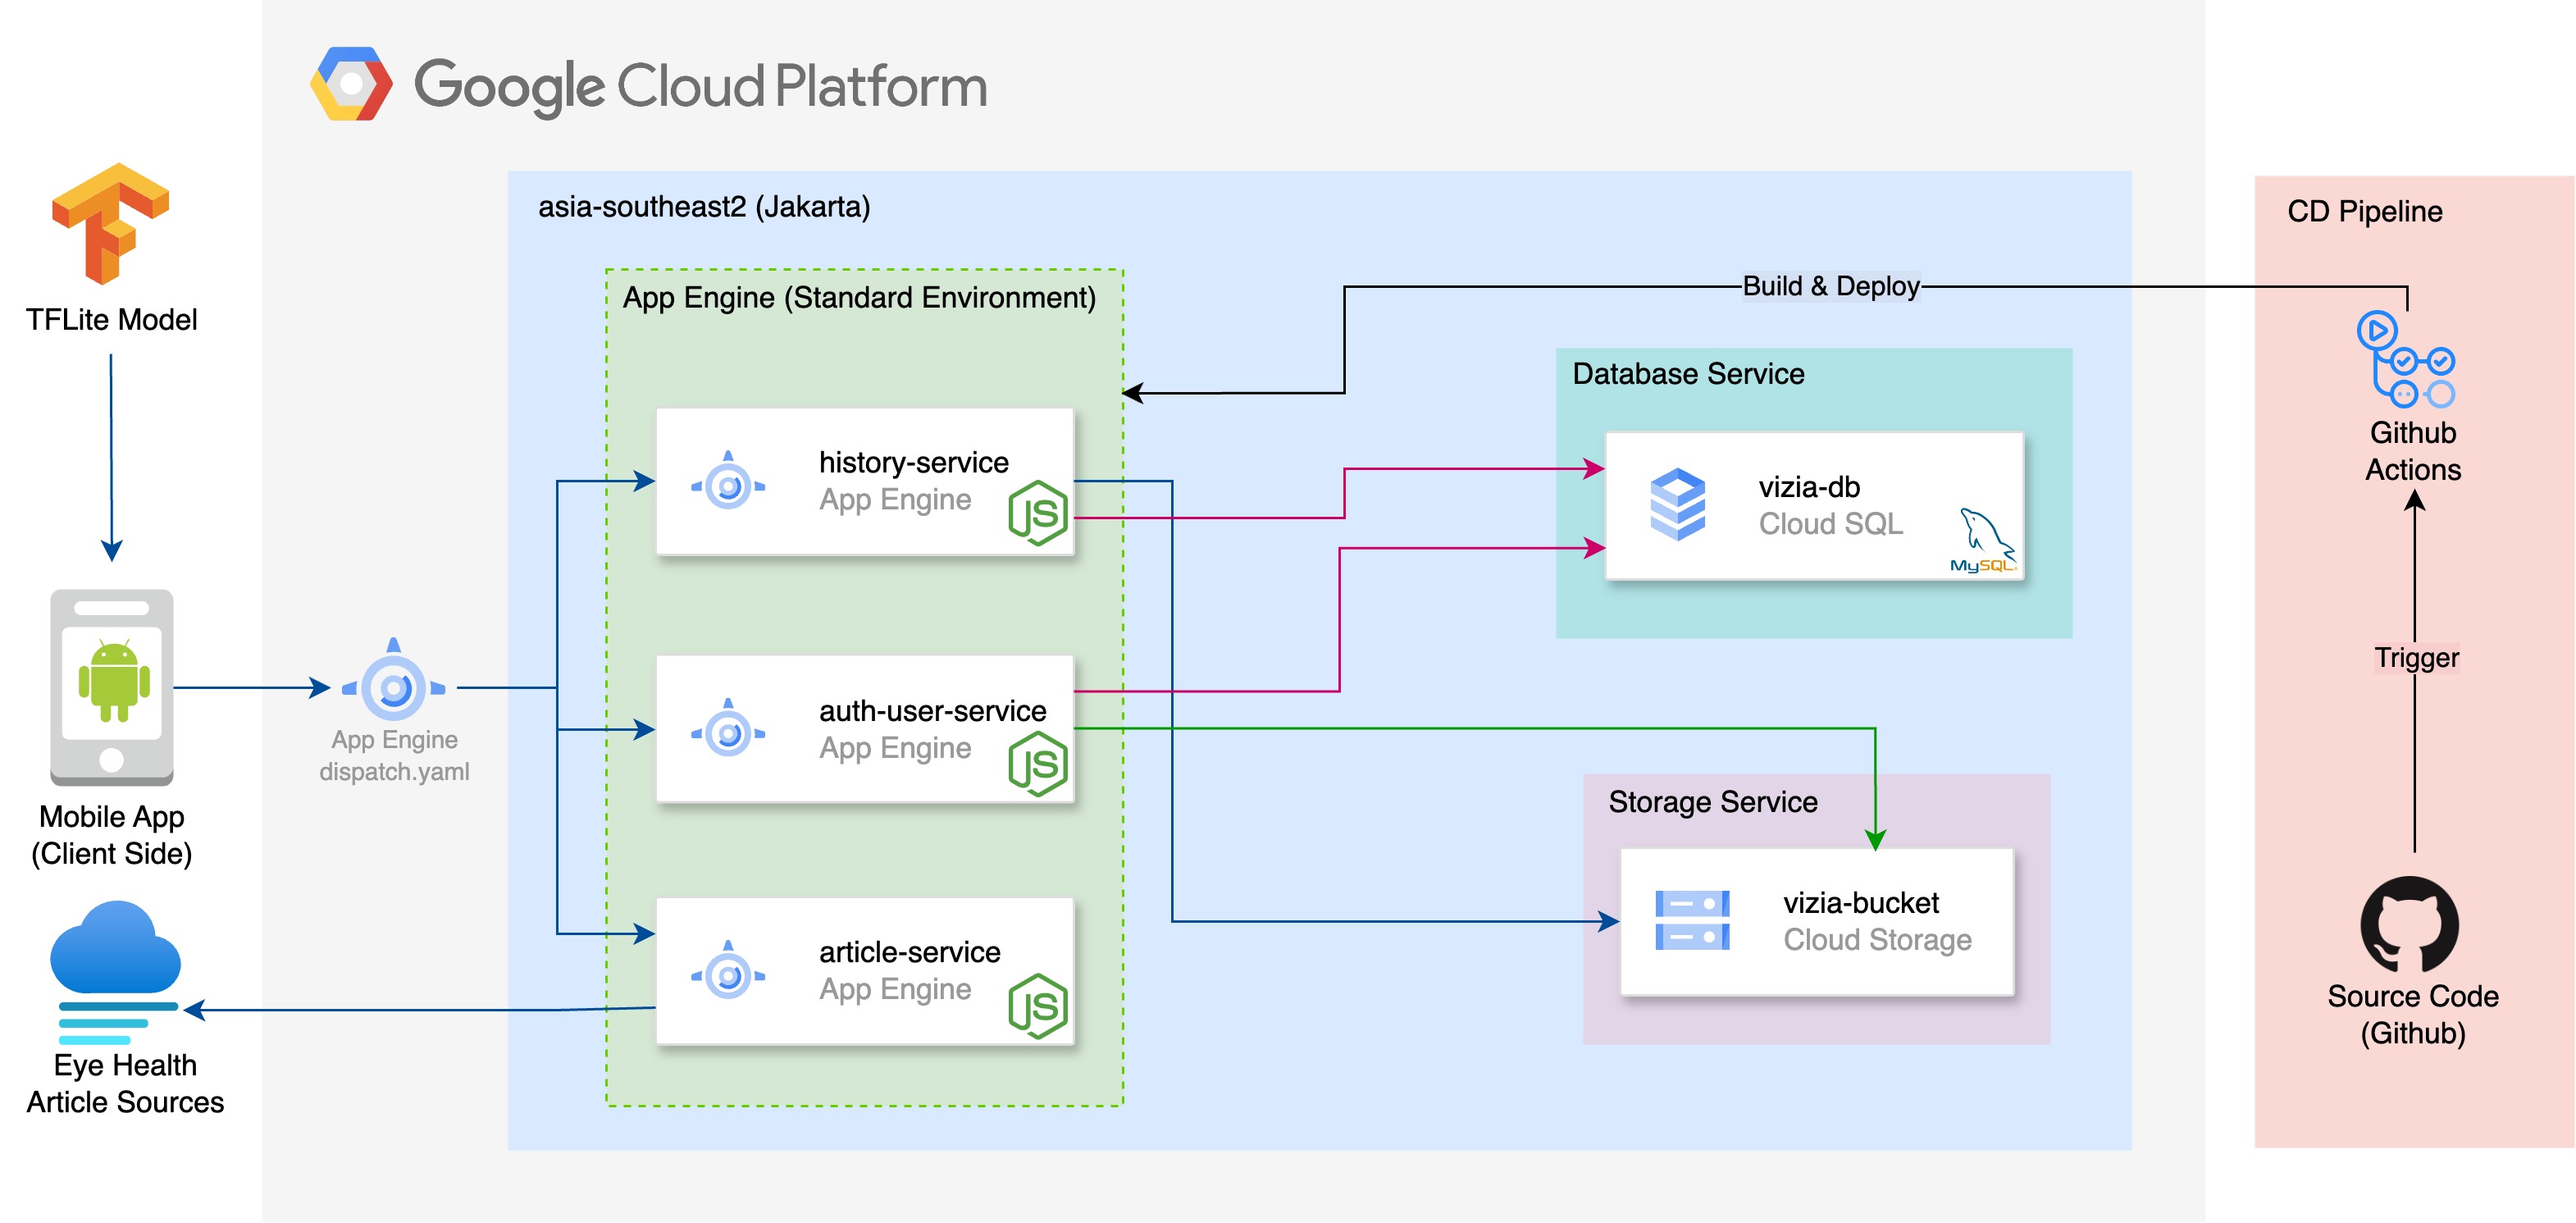 Google Cloud Platform
TFLite Model
Mobile App
(Client Side)
Eye Health
Article Sources
App Engine
dispatch.yaml
asia-southeast2 (Jakarta)
App Engine (Standard Environment)
history-service
App Engine
JS
auth-user-service
App Engine
JS
article-service
App Engine
JS
Build & Deploy
Database Service
vizia-db
Cloud SQL
MySQL
Storage Service
vizia-bucket
Cloud Storage
CD Pipeline
Github
Actions
Trigger
Source Code
(Github)